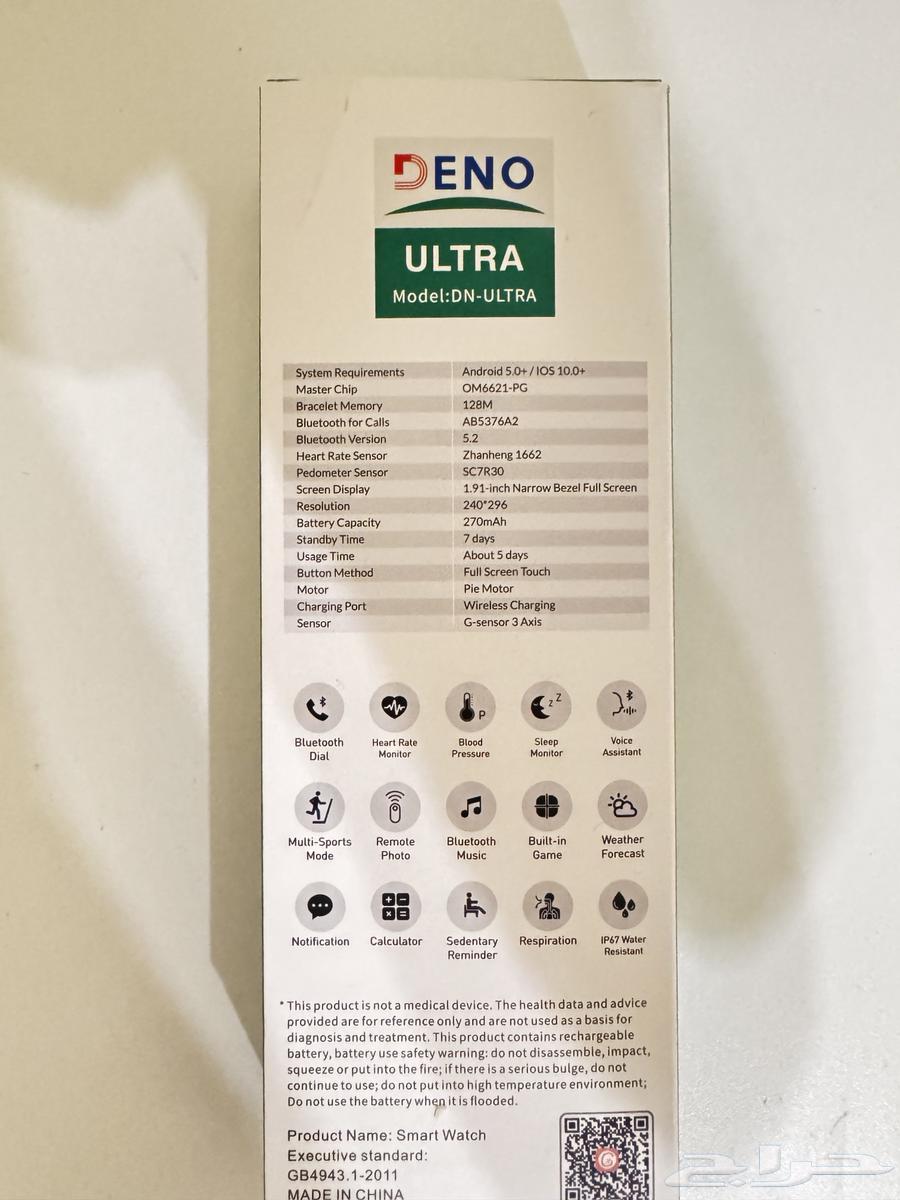 DENO
ULTRA
Model:DN-ULTRA
System Requirements Android 5.0+ / IOS 10.0+
Master Chip OM6621-PG
Bracelet Memory 128M
Bluetooth for Calls AB5376A2
Bluetooth Version 5.2
Heart Rate Sensor Zhanheng 1662
Pedometer Sensor SC7R30
Screen Display 1.91-inch Narrow Bezel Full Screen
Resolution 240*296
Battery Capacity 270mAh
Standby Time 7 days
Usage Time About 5 days
Button Method Full Screen Touch
Motor Pie Motor
Charging Port Wireless Charging
Sensor G-sensor 3 Axis
P
z z
Bluetooth Dial
Heart Rate Monitor
Blood Pressure
Sleep Monitor
Voice Assistant
Multi-Sports Mode
Remote Photo
Bluetooth Music
Built-in Game
Weather Forecast
Notification
Calculator
Sedentary Reminder
Respiration
IP67 Water Resistant
* This product is not a medical device. The health data and advice
provided are for reference only and are not used as a basis for
diagnosis and treatment. This product contains rechargeable
battery, battery use safety warning: do not disassemble, impact,
squeeze or put into the fire; if there is a serious bulge, do not
continue to use; do not put into high temperature environment;
Do not use the battery when it is flooded.
Product Name: Smart Watch
Executive standard:
GB4943.1-2011
MADE IN CHINA
حراج